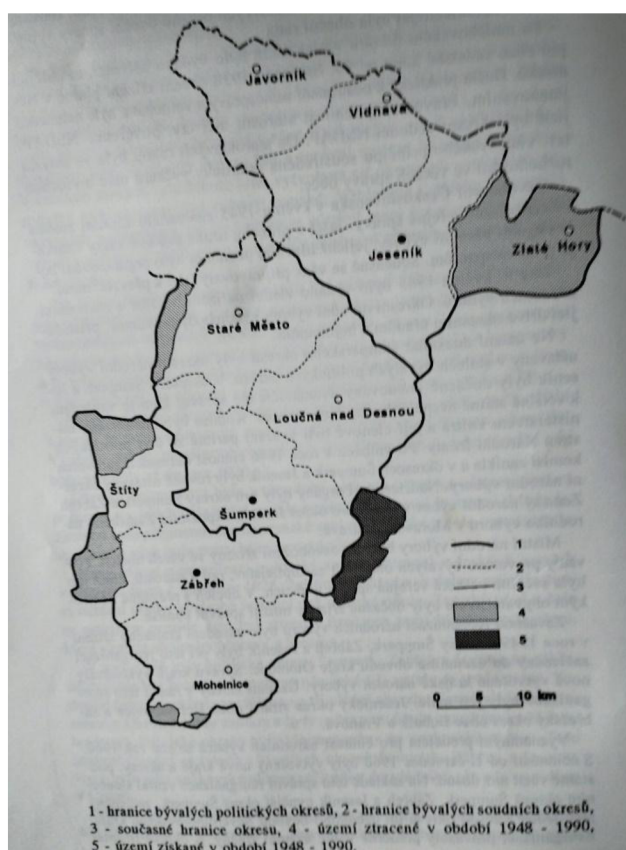 Javorník
Vidnava
Jeseník
Zlaté Hory
Staré Město
Loučná nad Desnou
Štíty
Šumperk
Zábřeh
Mohelnice
1
2
3
4
5
0 5 10 km
1 - hranice bývalých politických okresů, 2 - hranice bývalých soudních okresů,
3 - současné hranice okresu, 4 - území ztracené v období 1948 - 1990,
5 - území získané v období 1948 - 1990.